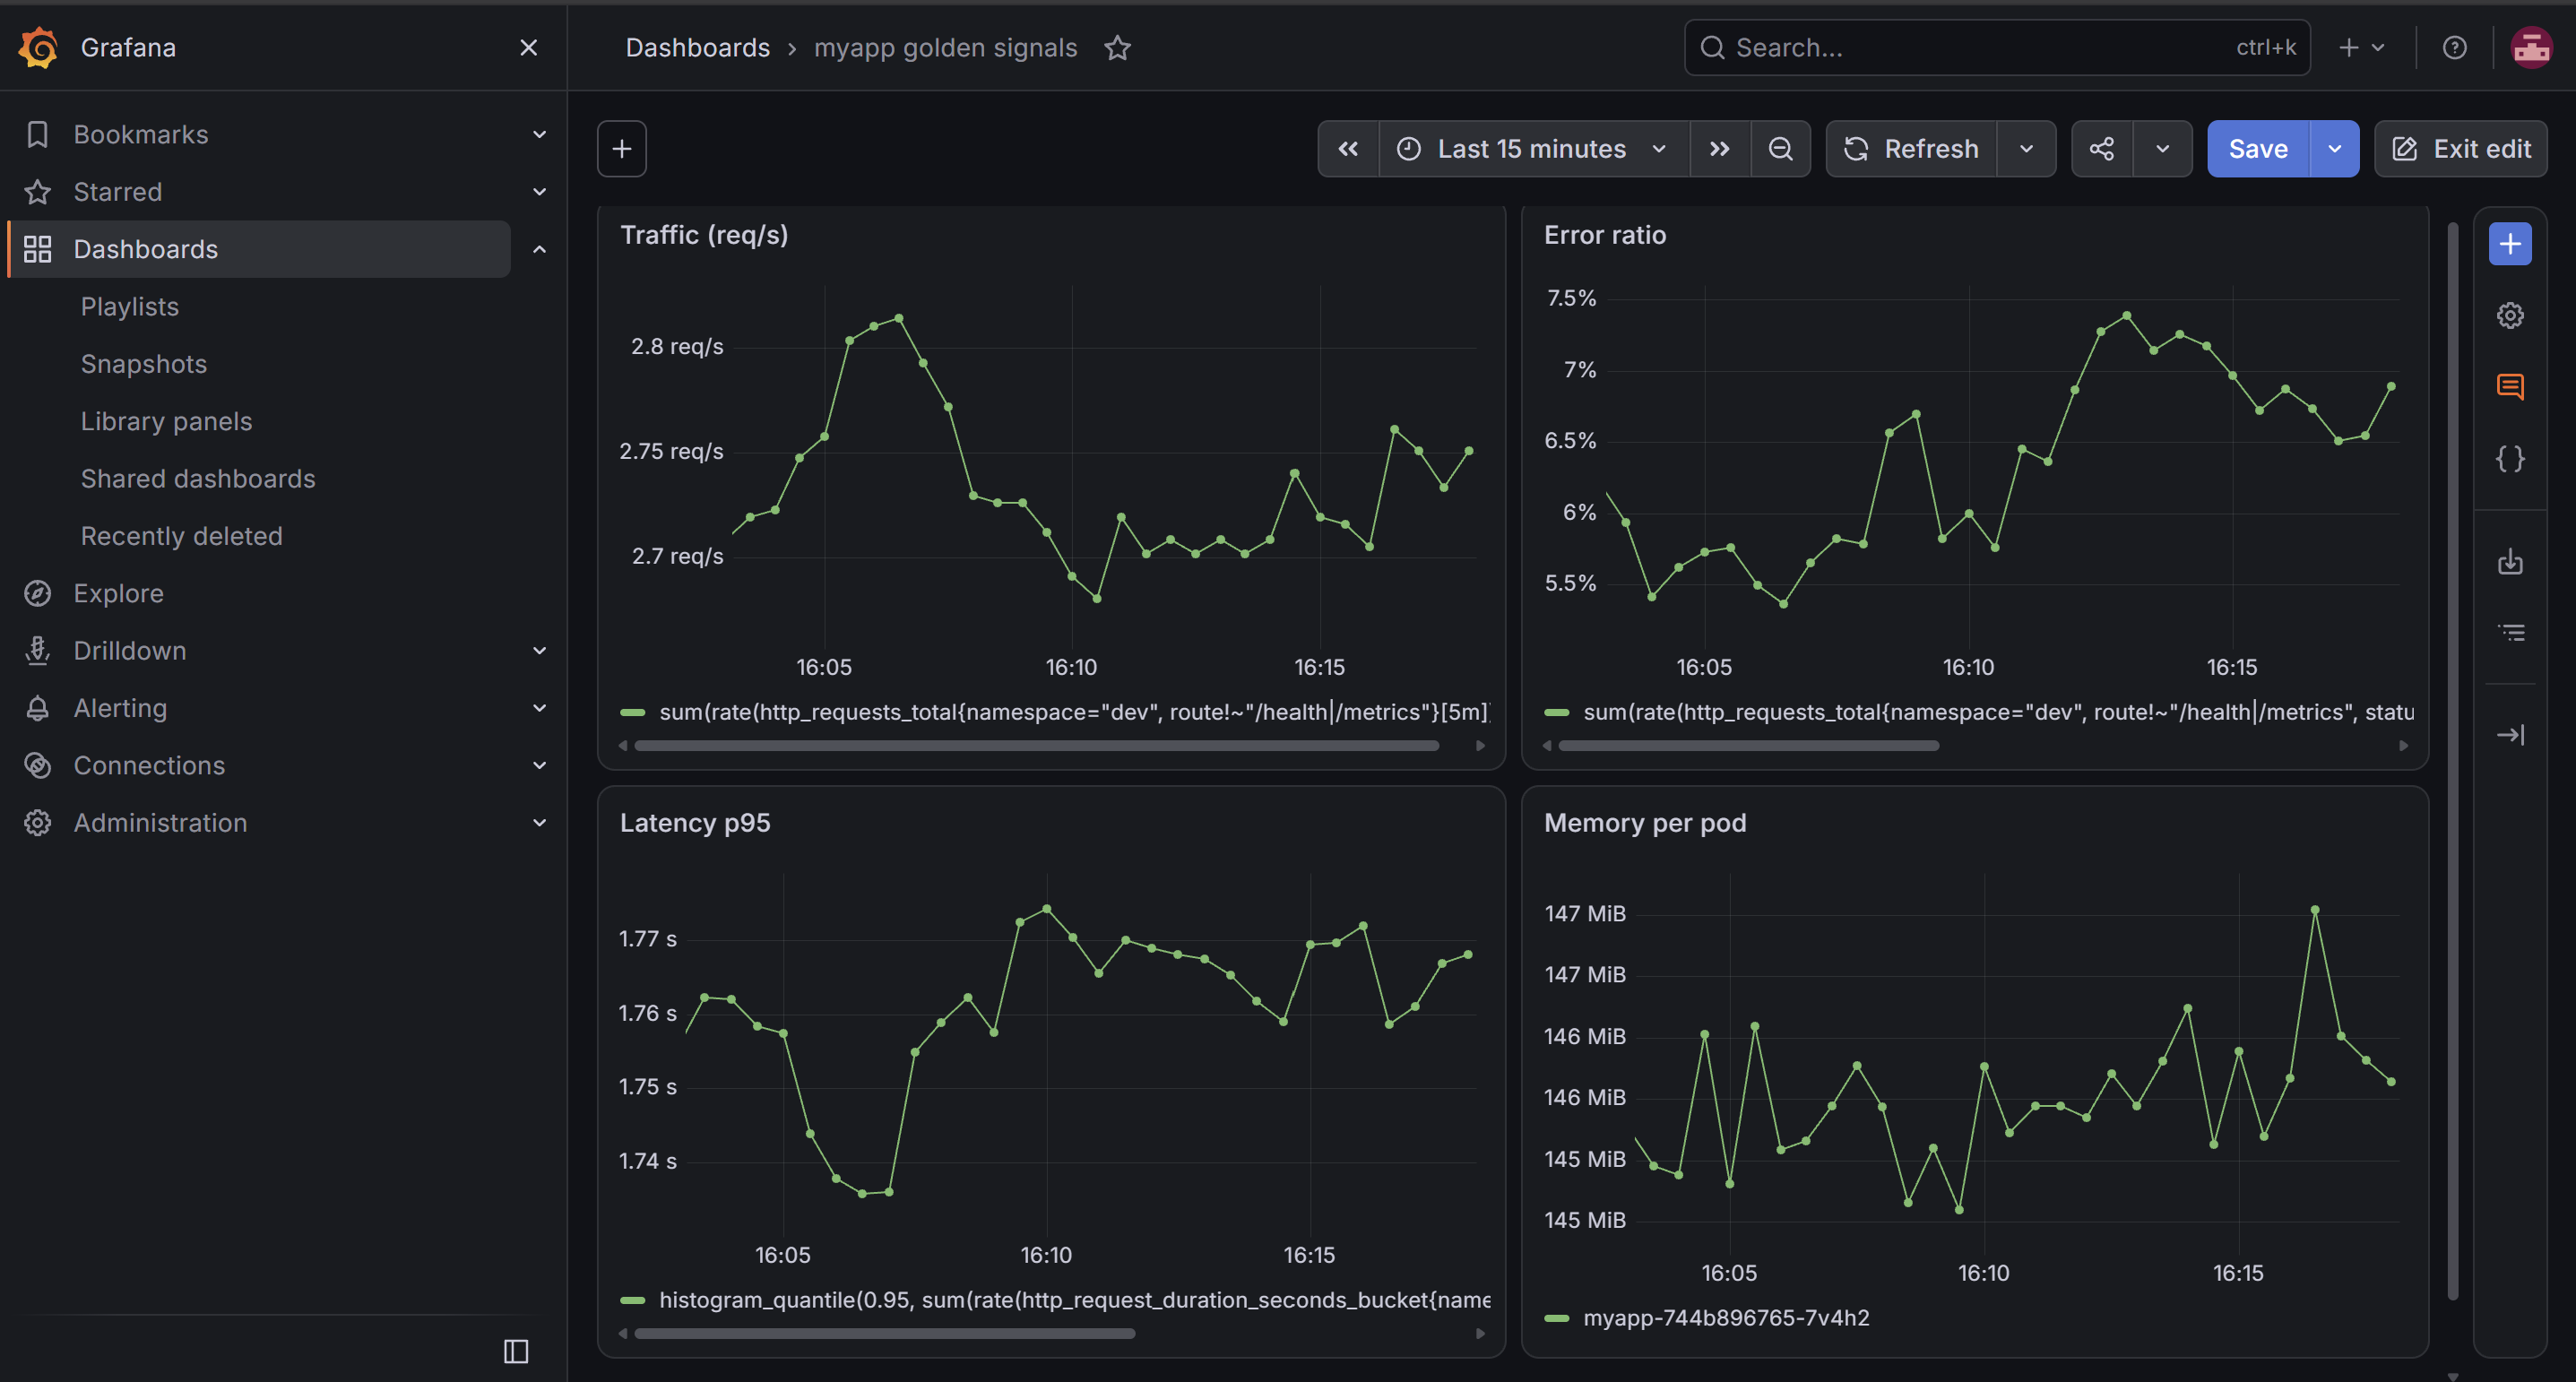 Grafana
Dashboards › myapp golden signals
Search...
ctrl+k
Bookmarks
Starred
Dashboards
Playlists
Snapshots
Library panels
Shared dashboards
Recently deleted
Explore
Drilldown
Alerting
Connections
Administration
Last 15 minutes
Refresh
Save
Exit edit
Traffic (req/s)
2.8 req/s
2.75 req/s
2.7 req/s
16:05 16:10 16:15
sum(rate(http_requests_total{namespace="dev", route!~"/health|/metrics"}[5m]
Error ratio
7.5%
7%
6.5%
6%
5.5%
16:05 16:10 16:15
sum(rate(http_requests_total{namespace="dev", route!~"/health|/metrics", statu
Latency p95
1.77 s
1.76 s
1.75 s
1.74 s
16:05 16:10 16:15
histogram_quantile(0.95, sum(rate(http_request_duration_seconds_bucket{name
Memory per pod
147 MiB
147 MiB
146 MiB
146 MiB
145 MiB
145 MiB
16:05 16:10 16:15
myapp-744b896765-7v4h2